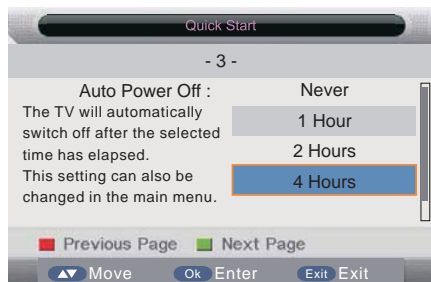 Quick Start
- 3 -
Auto Power Off :
The TV will automatically
switch off after the selected
time has elapsed.
This setting can also be
changed in the main menu.
Never
1 Hour
2 Hours
4 Hours
Previous Page Next Page
▲▼ Move Ok Enter Exit Exit